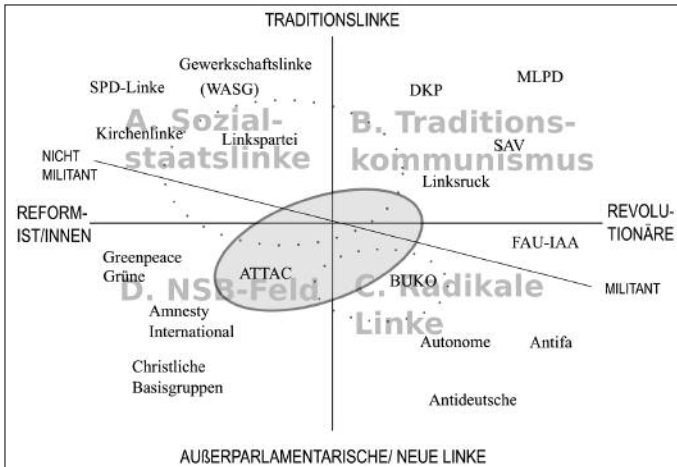 TRADITIONSLINKE
Gewerkschaftslinke
(WASG)
SPD-Linke
DKP
MLPD
A. Sozial-
staatslinke
B. Traditions-
kommunismus
Kirchenlinke
Linkspartei
SAV
NICHT
MILITANT
Linksruck
REFORM-
IST/INNEN
REVOLU-
TIONÄRE
FAU-IAA
Greenpeace
Grüne
ATTAC
BUKO
MILITANT
D. NSB-Feld
C. Radikale
Linke
Amnesty
International
Autonome
Antifa
Christliche
Basisgruppen
Antideutsche
AUßERPARLAMENTARISCHE/ NEUE LINKE